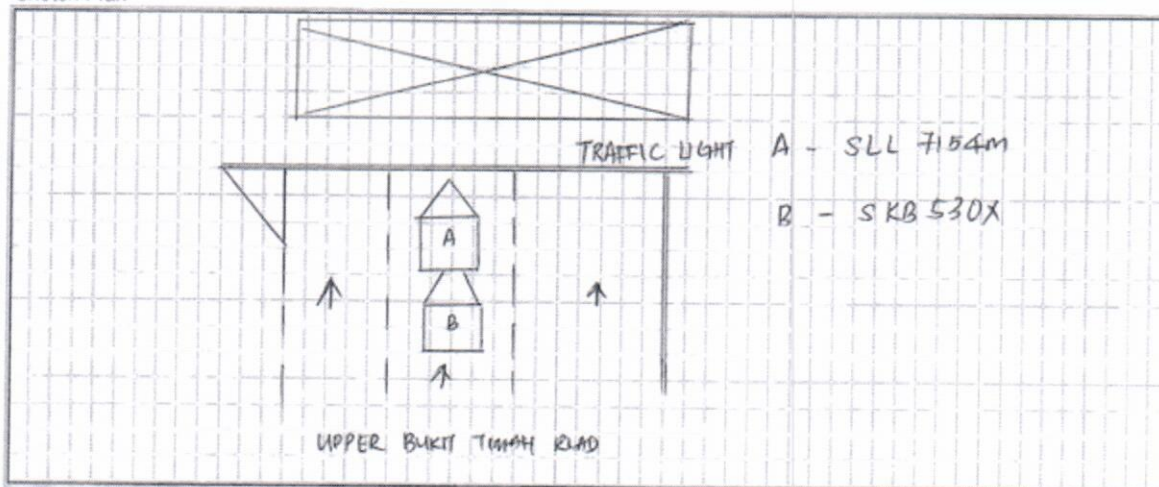 TRAFFIC LIGHT A - SLL 7154M
B - SKB 530X
A
B
UPPER BUKIT TIMAH ROAD